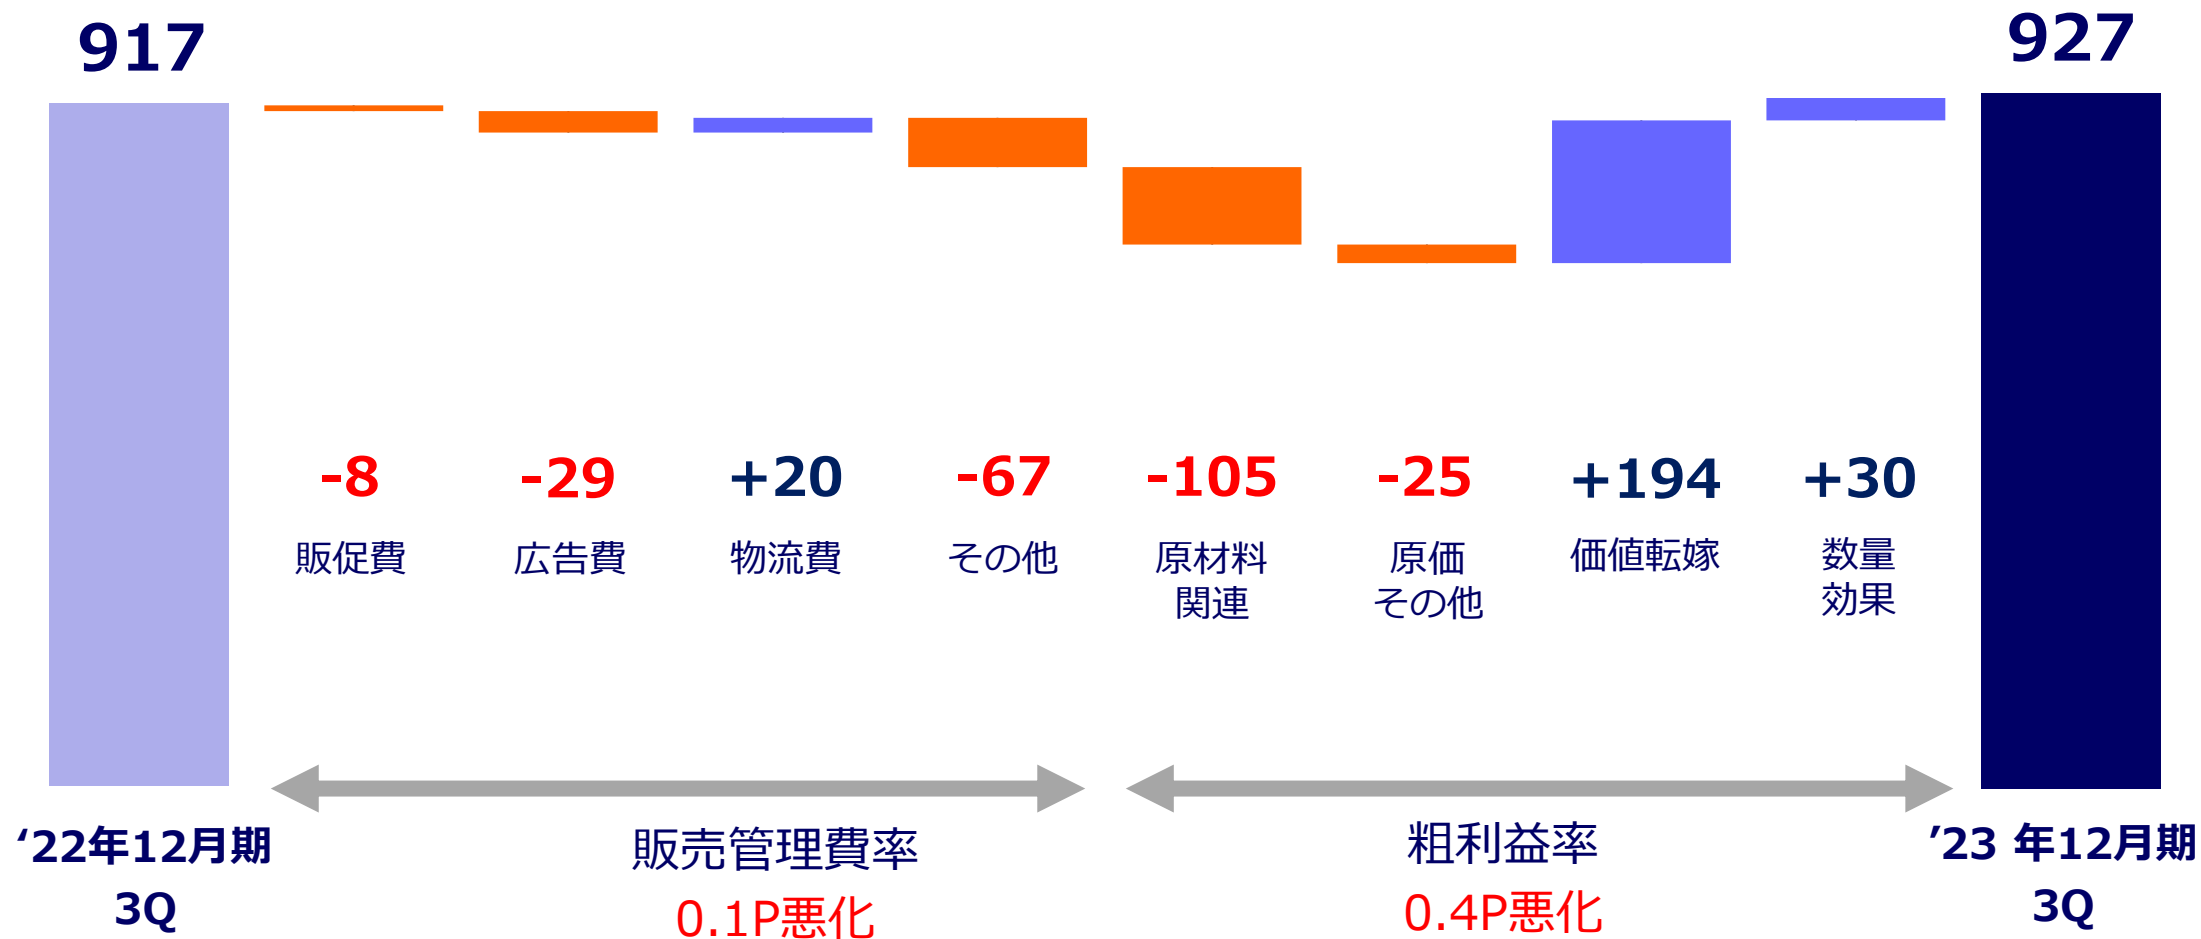 917
927
-8
-29
+20
-67
-105
-25
+194
+30
販促費
広告費
物流費
その他
原材料
関連
原価
その他
価値転嫁
数量
効果
‘22年12月期
3Q
販売管理費率
0.1P悪化
粗利益率
0.4P悪化
’23 年12月期
3Q